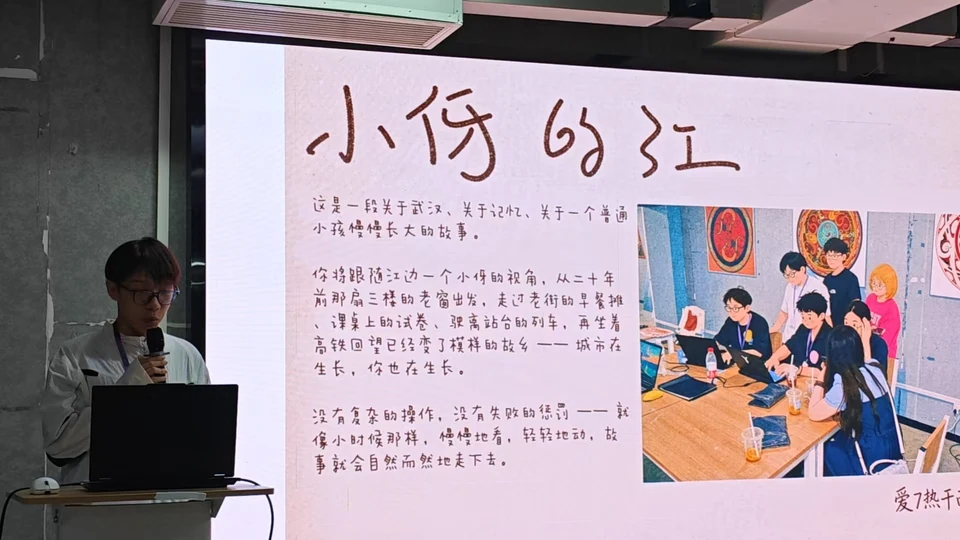 小伢的江
这是一段关于武汉、关于记忆、关于一个普通
小孩慢慢长大的故事。
你将跟随江边一个小伢的视角，从二十年
前那扇三楼的老窗出发，走过老街的早餐摊
、课桌上的试卷、驶离站台的列车，再坐着
高铁回望已经变了模样的故乡——城市在
生长，你也在生长。
没有复杂的操作，没有失败的惩罚——就
像小时候那样，慢慢地看，轻轻地动，故
事就会自然而然地走下去。
爱7热干